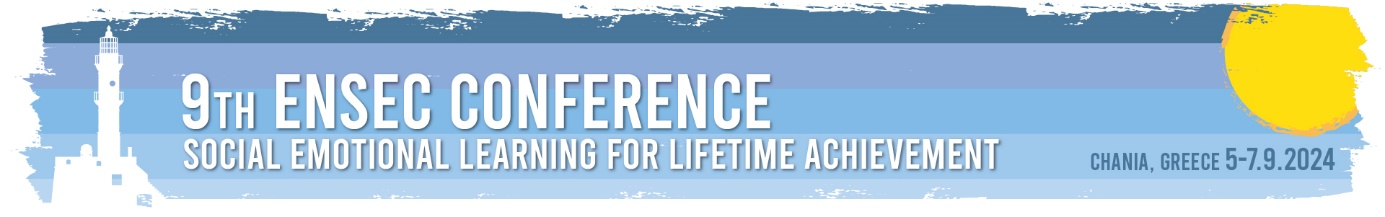 9TH ENSEC CONFERENCE
SOCIAL EMOTIONAL LEARNING FOR LIFETIME ACHIEVEMENT
CHANIA, GREECE 5-7.9.2024